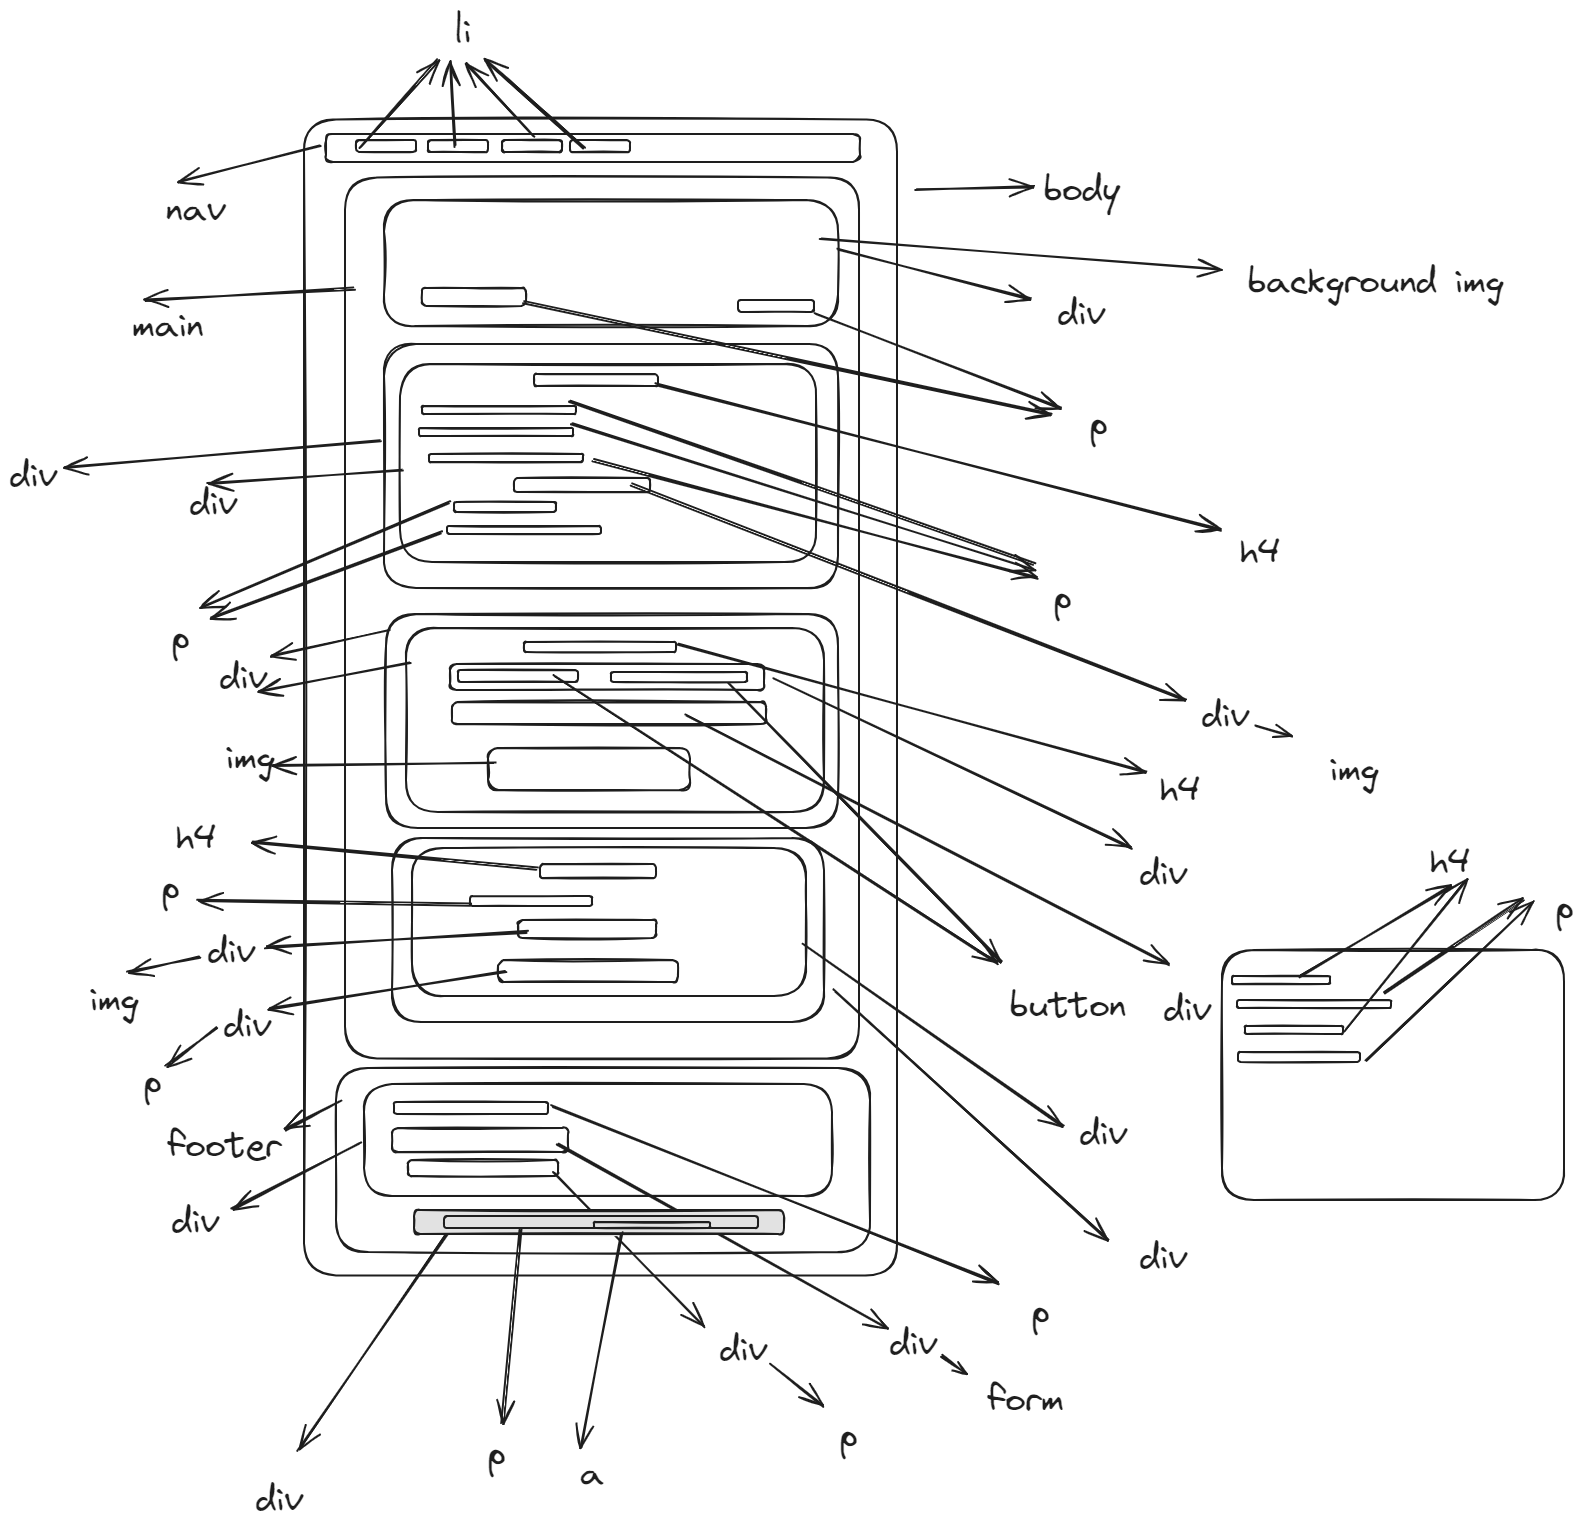 li
body
nav
background img
div
main
p
div
div
h4
p
p
div
div
img
img
h4
h4
div
h4
p
p
div
img
button
div
div
p
div
footer
div
div
p
div
div
form
p
p
a
div